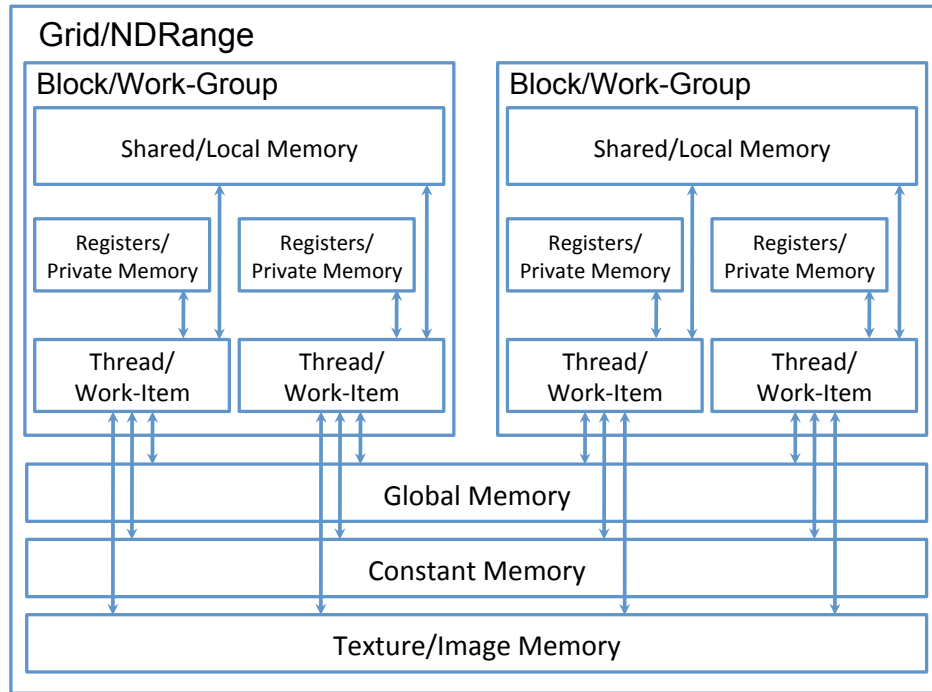 Grid/NDRange
Block/Work-Group
Shared/Local Memory
Registers/
Private Memory
Registers/
Private Memory
Thread/
Work-Item
Thread/
Work-Item
Block/Work-Group
Shared/Local Memory
Registers/
Private Memory
Registers/
Private Memory
Thread/
Work-Item
Thread/
Work-Item
Global Memory
Constant Memory
Texture/Image Memory